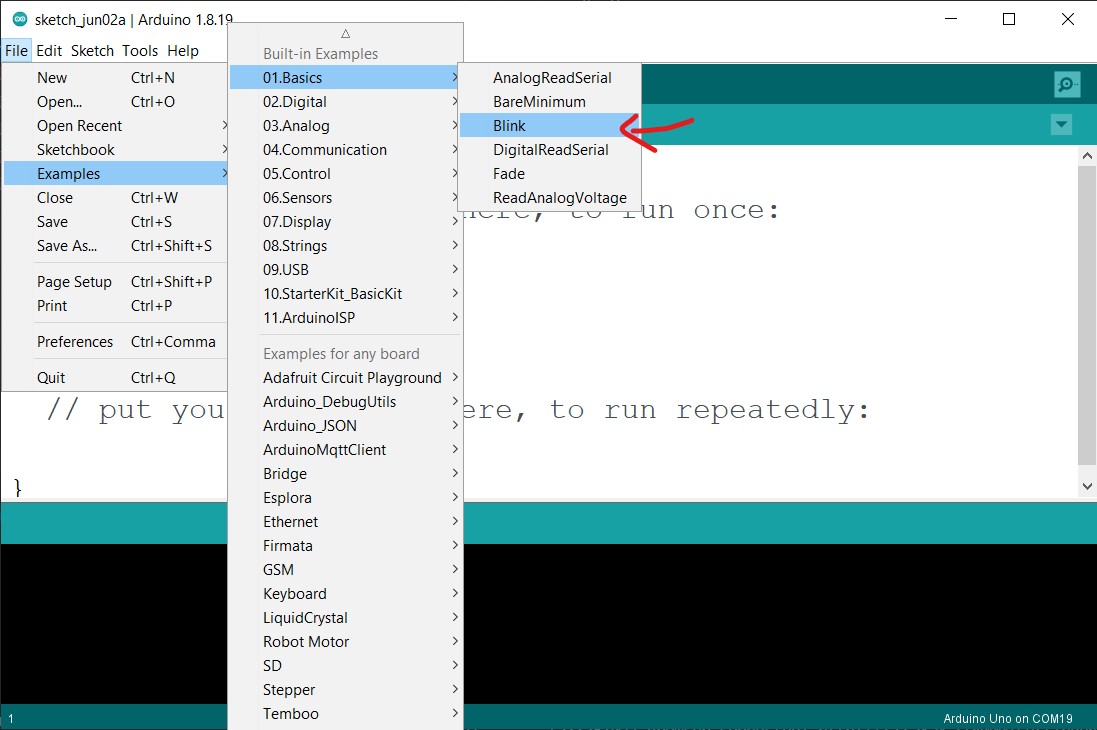 sketch_jun02a | Arduino 1.8.19
File Edit Sketch Tools Help
New Ctrl+N
Open... Ctrl+O
Open Recent
Sketchbook
Examples
Close Ctrl+W
Save Ctrl+S
Save As... Ctrl+Shift+S
Page Setup Ctrl+Shift+P
Print Ctrl+P
Preferences Ctrl+Comma
Quit Ctrl+Q
Built-in Examples
01.Basics
02.Digital
03.Analog
04.Communication
05.Control
06.Sensors
07.Display
08.Strings
09.USB
10.StarterKit_BasicKit
11.ArduinoISP
Examples for any board
Adafruit Circuit Playground
Arduino_DebugUtils
Arduino_JSON
ArduinoMqttClient
Bridge
Esplora
Ethernet
Firmata
GSM
Keyboard
LiquidCrystal
Robot Motor
SD
Stepper
Temboo
AnalogReadSerial
BareMinimum
Blink
DigitalReadSerial
Fade
ReadAnalogVoltage
here, to run once:
// put you ere, to run repeatedly:
}
1
Arduino Uno on COM19